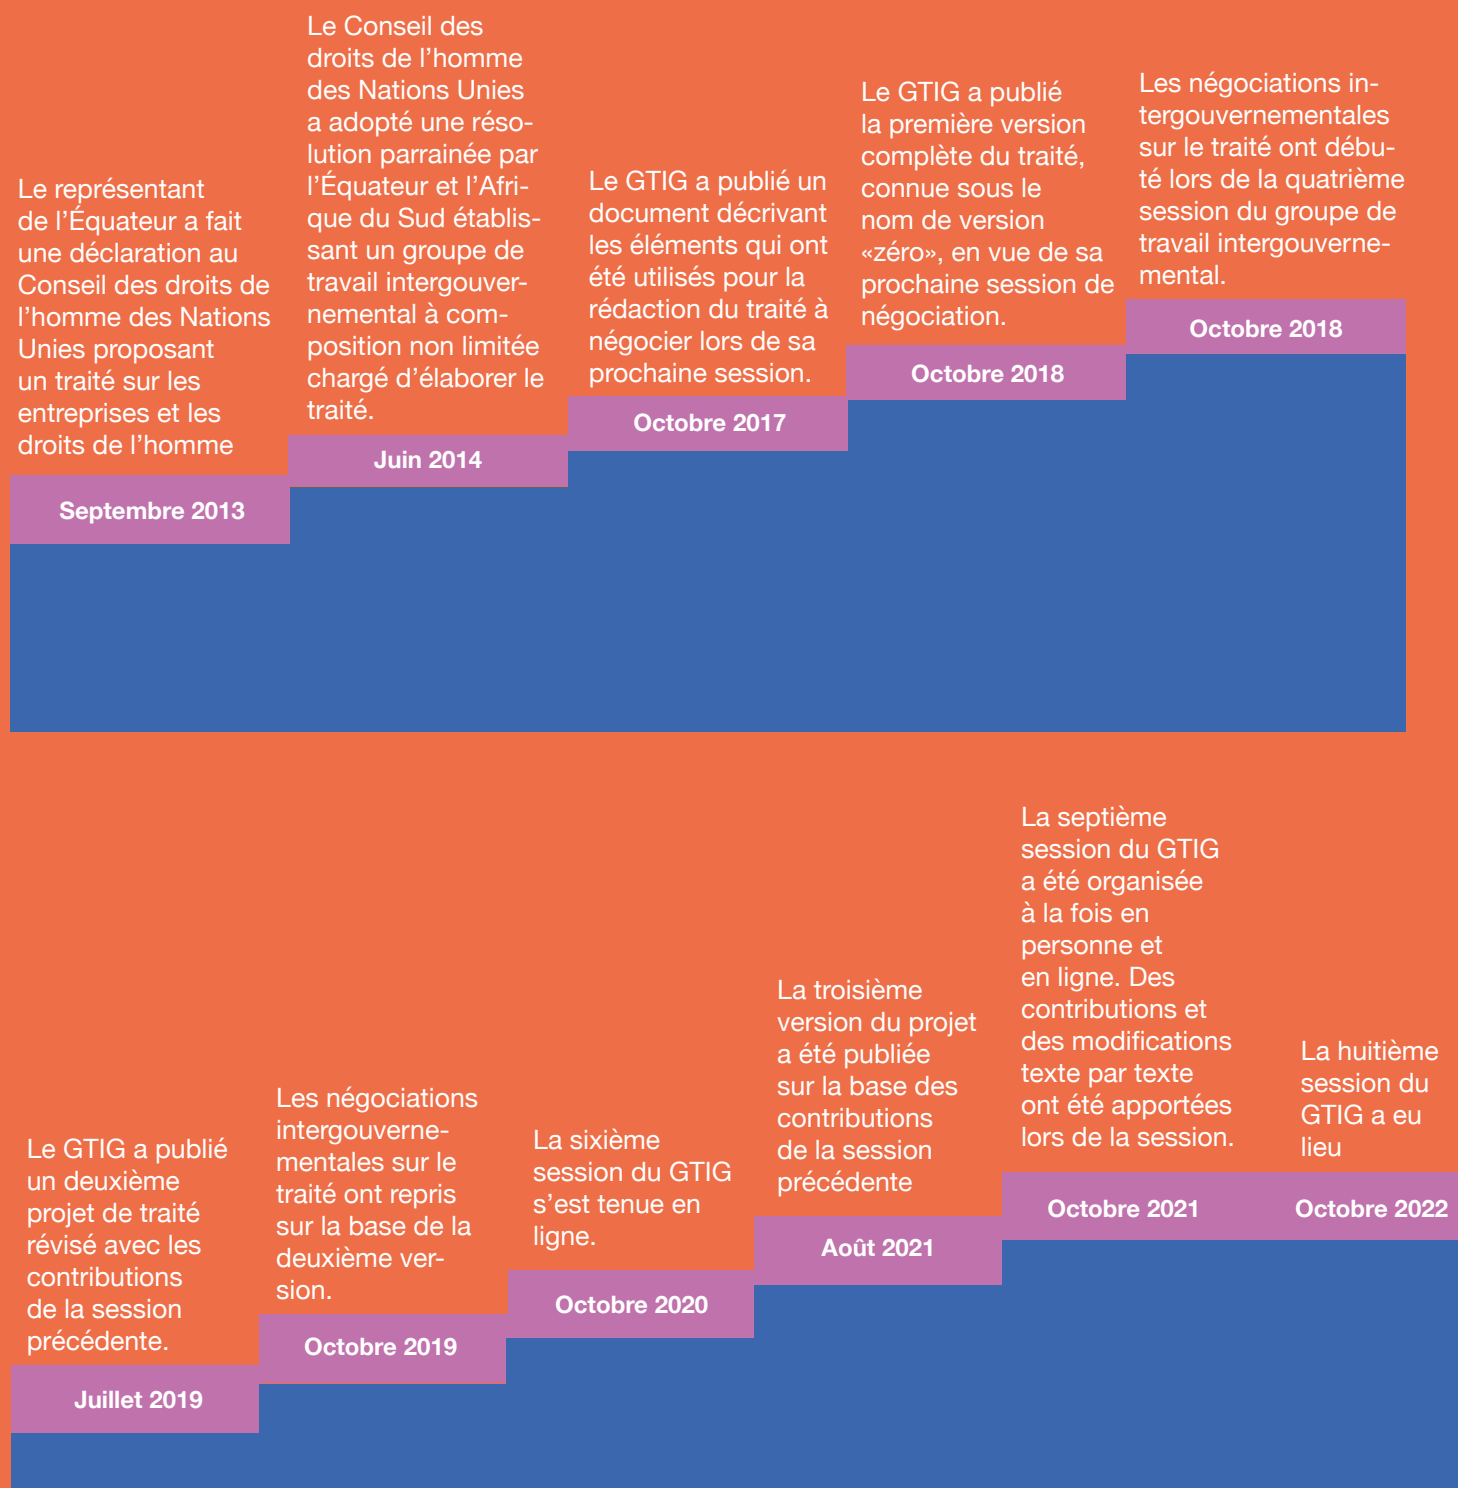 Le représentant
de l’Équateur a fait
une déclaration au
Conseil des droits de
l’homme des Nations
Unies proposant
un traité sur les
entreprises et les
droits de l’homme
Septembre 2013
Le Conseil des
droits de l’homme
des Nations Unies
a adopté une réso-
lution parrainée par
l’Équateur et l’Afri-
que du Sud établis-
sant un groupe de
travail intergouver-
nemental à com-
position non limitée
chargé d’élaborer le
traité.
Juin 2014
Le GTIG a publié un
document décrivant
les éléments qui ont
été utilisés pour la
rédaction du traité à
négocier lors de sa
prochaine session.
Octobre 2017
Le GTIG a publié
la première version
complète du traité,
connue sous le
nom de version
«zéro», en vue de sa
prochaine session de
négociation.
Octobre 2018
Les négociations in-
tergouvernementales
sur le traité ont débu-
té lors de la quatrième
session du groupe de
travail intergouverne-
mental.
Octobre 2018
Le GTIG a publié
un deuxième
projet de traité
révisé avec les
contributions
de la session
précédente.
Juillet 2019
Les négociations
intergouverne-
mentales sur le
traité ont repris
sur la base de la
deuxième ver-
sion.
Octobre 2019
La sixième
session du GTIG
s’est tenue en
ligne.
Octobre 2020
La troisième
version du projet
a été publiée
sur la base des
contributions
de la session
précédente
Août 2021
La septième
session du GTIG
a été organisée
à la fois en
personne et
en ligne. Des
contributions et
des modifications
texte par texte
ont été apportées
lors de la session.
Octobre 2021
La huitième
session du
GTIG a eu
lieu
Octobre 2022